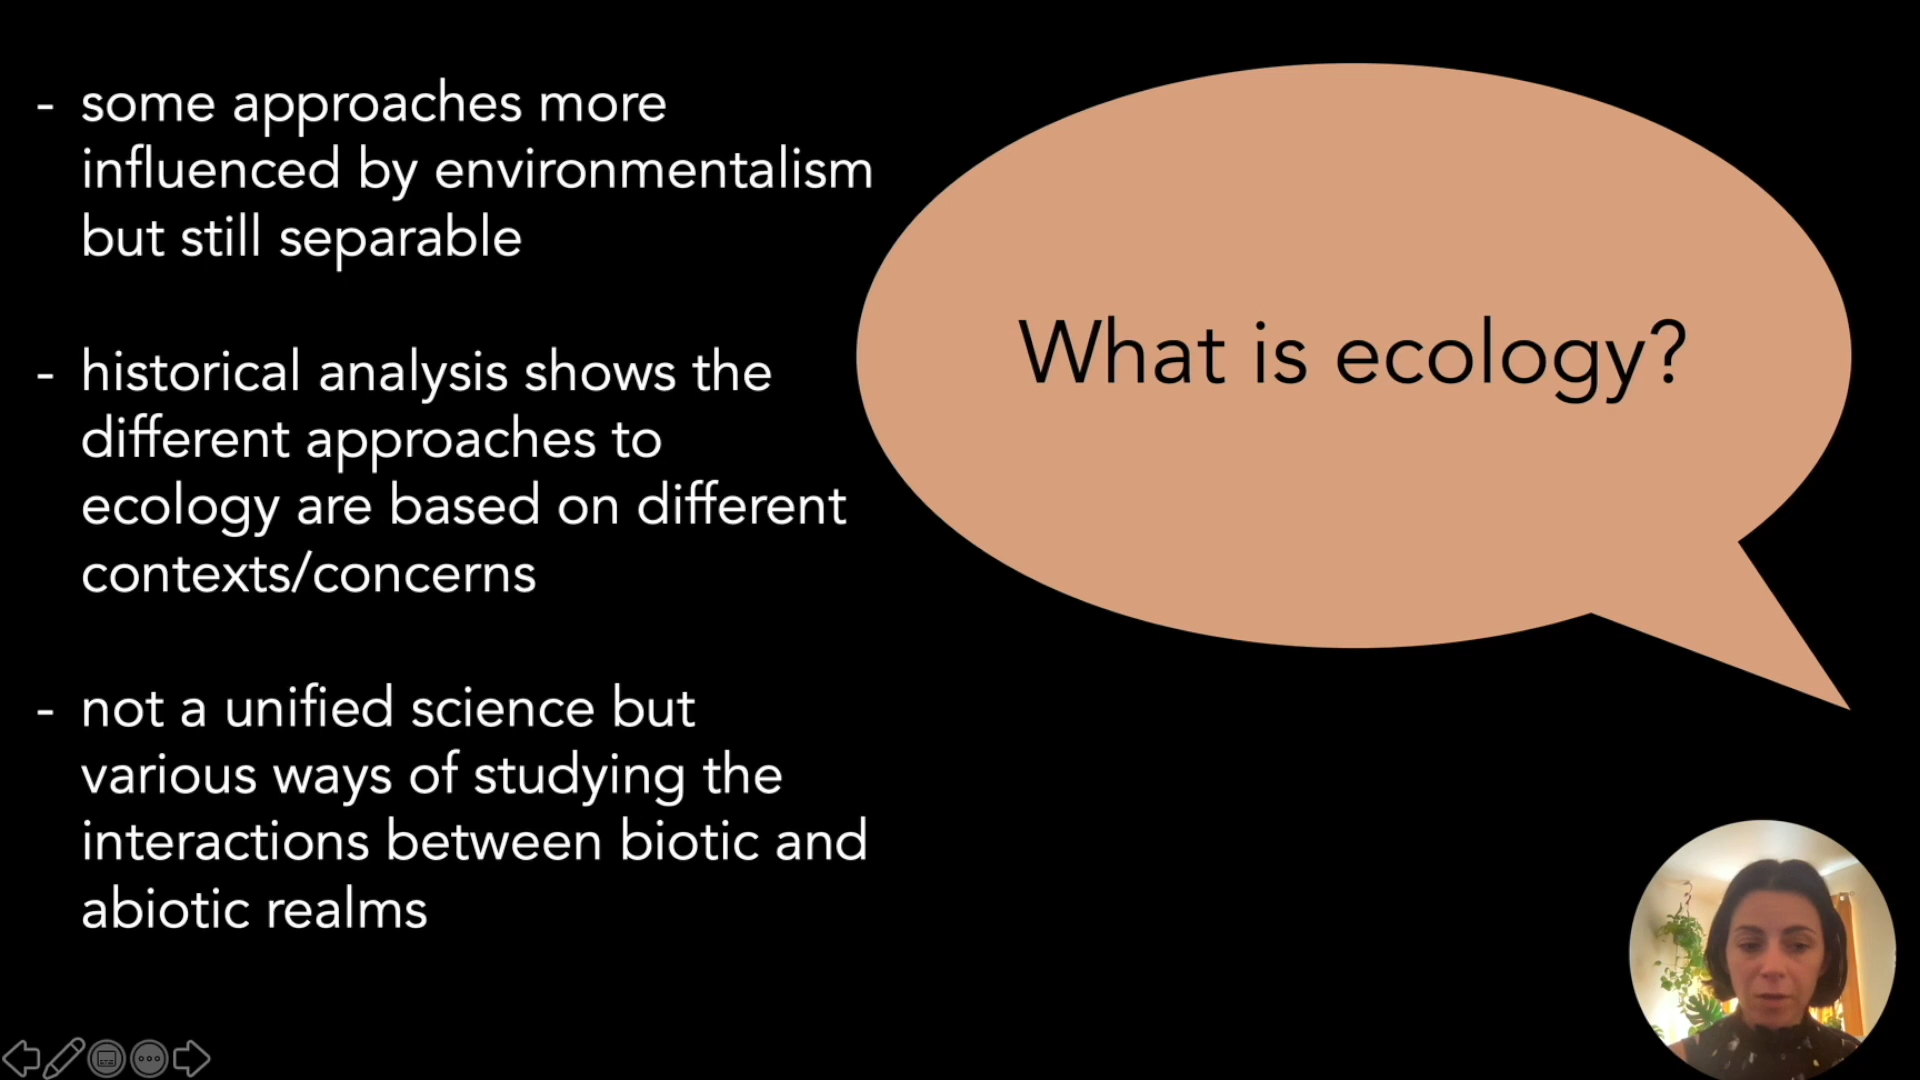 - some approaches more
influenced by environmentalism
but still separable
- historical analysis shows the
different approaches to
ecology are based on different
contexts/concerns
- not a unified science but
various ways of studying the
interactions between biotic and
abiotic realms
What is ecology?